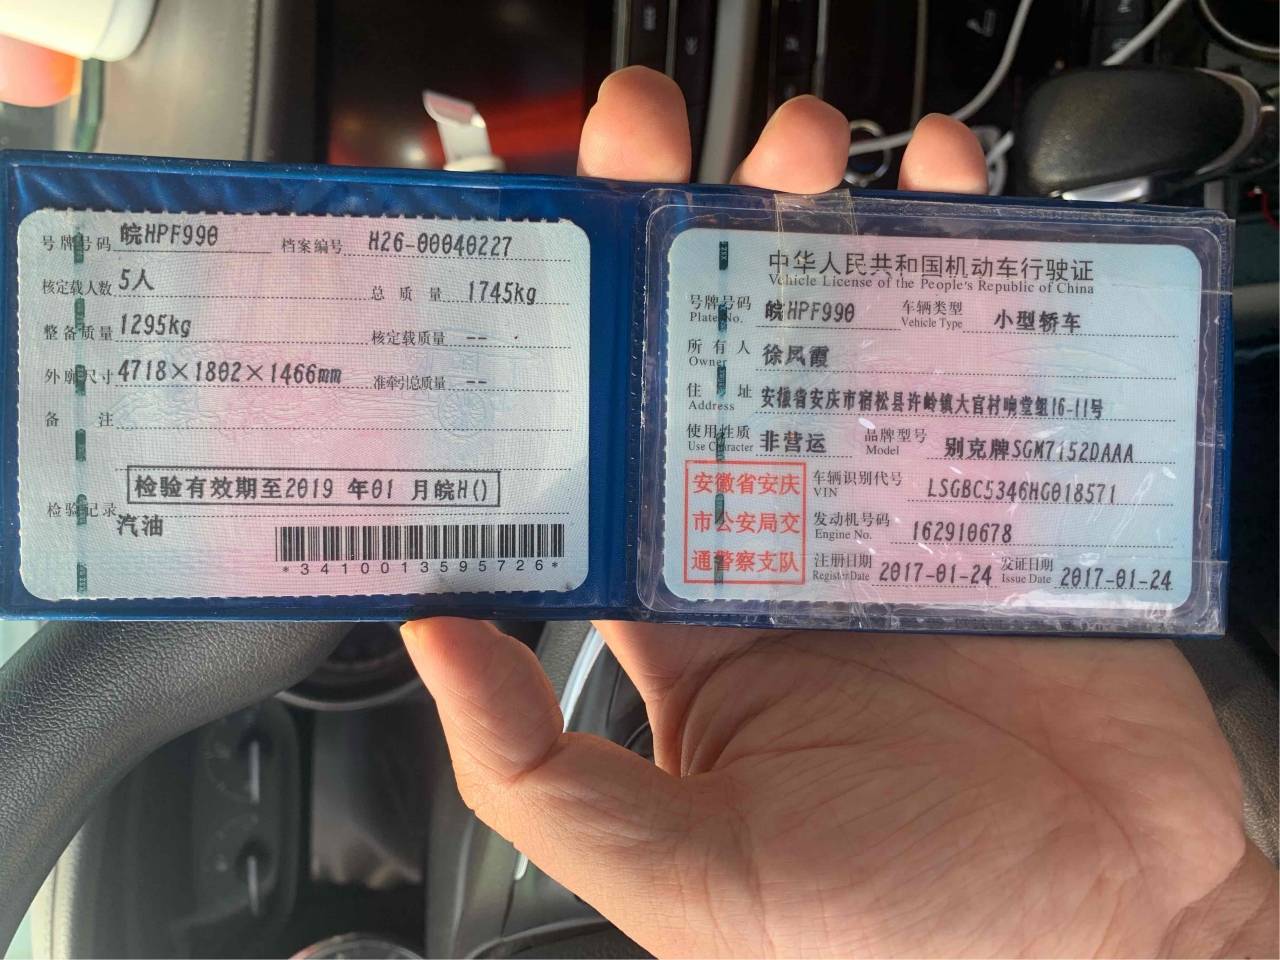 号牌号码 皖HPF990 档案编号 H26-00040227
核定载人数 5人 总质量 1745kg
整备质量 1295kg 核定载质量 --
外廓尺寸 4718×1802×1466mm 准牵引总质量 --
备注
检验有效期至2019 年01 月皖H()
检验记录
汽油
*3410013595726*
中华人民共和国机动车行驶证
Vehicle License of the People's Republic of China
号牌号码 皖HPF990 车辆类型 小型轿车
Plate No. Vehicle Type
所有人 徐凤霞
Owner
住址 安徽省安庆市宿松县许岭镇大官村响堂组16-11号
Address
使用性质 非营运 品牌型号 别克牌SGM7152DAAA
Use Character Model
安徽省安庆
市公安局交
通警察支队
车辆识别代号 LSGBC5346HG018571
VIN
发动机号码 162910678
Engine No.
注册日期 2017-01-24 发证日期 2017-01-24
Register Date Issue Date